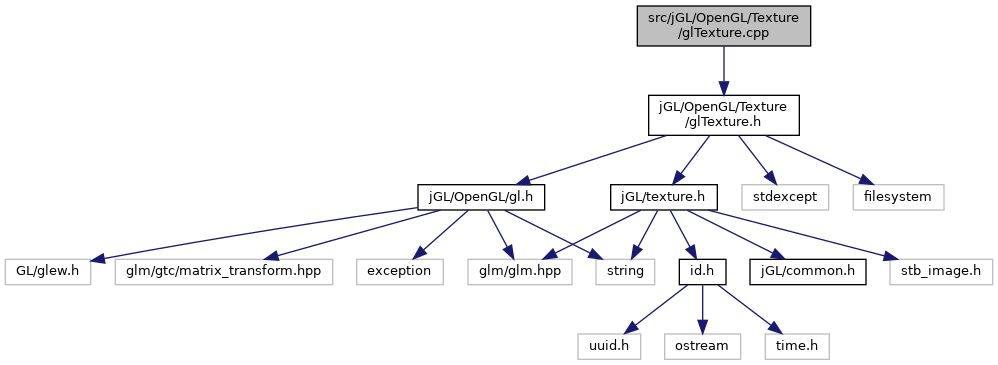 src/jGL/OpenGL/Texture
/glTexture.cpp
jGL/OpenGL/Texture
/glTexture.h
jGL/OpenGL/gl.h
jGL/texture.h
stdexcept
filesystem
GL/glew.h
glm/gtc/matrix_transform.hpp
exception
glm/glm.hpp
string
id.h
jGL/common.h
stb_image.h
uuid.h
ostream
time.h